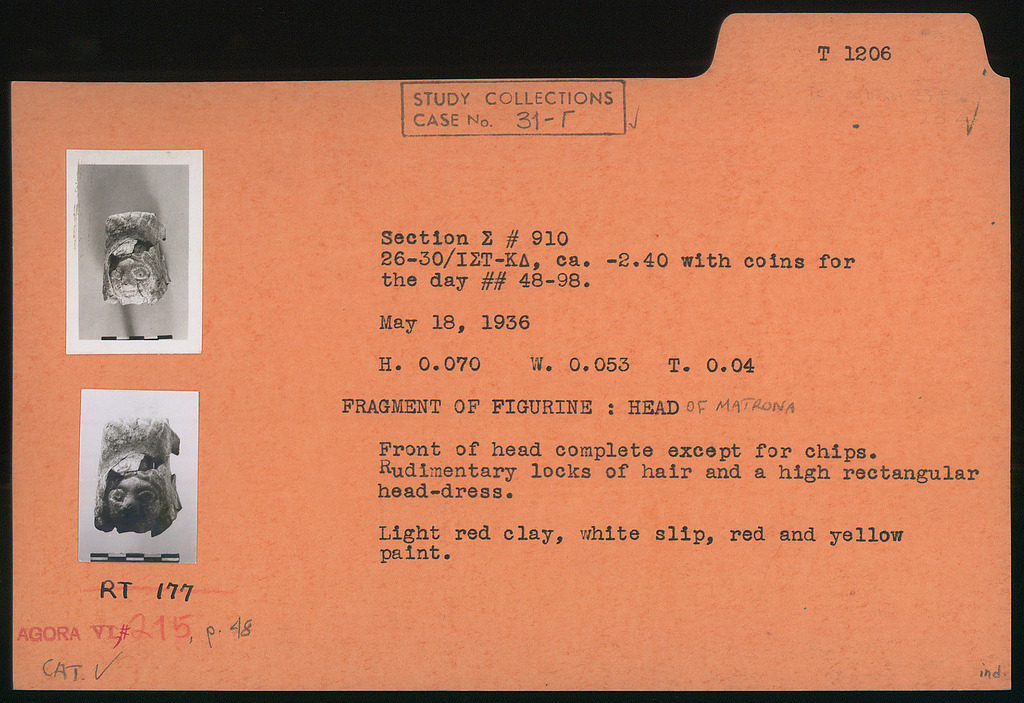 T 1206
STUDY COLLECTIONS
CASE No. 31-Γ
Section Σ # 910
26-30/ΙΣΤ-ΚΔ, ca. -2.40 with coins for
the day ## 48-98.
May 18, 1936
H. 0.070 W. 0.053 T. 0.04
FRAGMENT OF FIGURINE : HEAD OF MATRONA
Front of head complete except for chips.
Rudimentary locks of hair and a high rectangular
head-dress.
Light red clay, white slip, red and yellow
paint.
RT 177
AGORA VI,# 215, p. 48
CAT. ✓
ind.